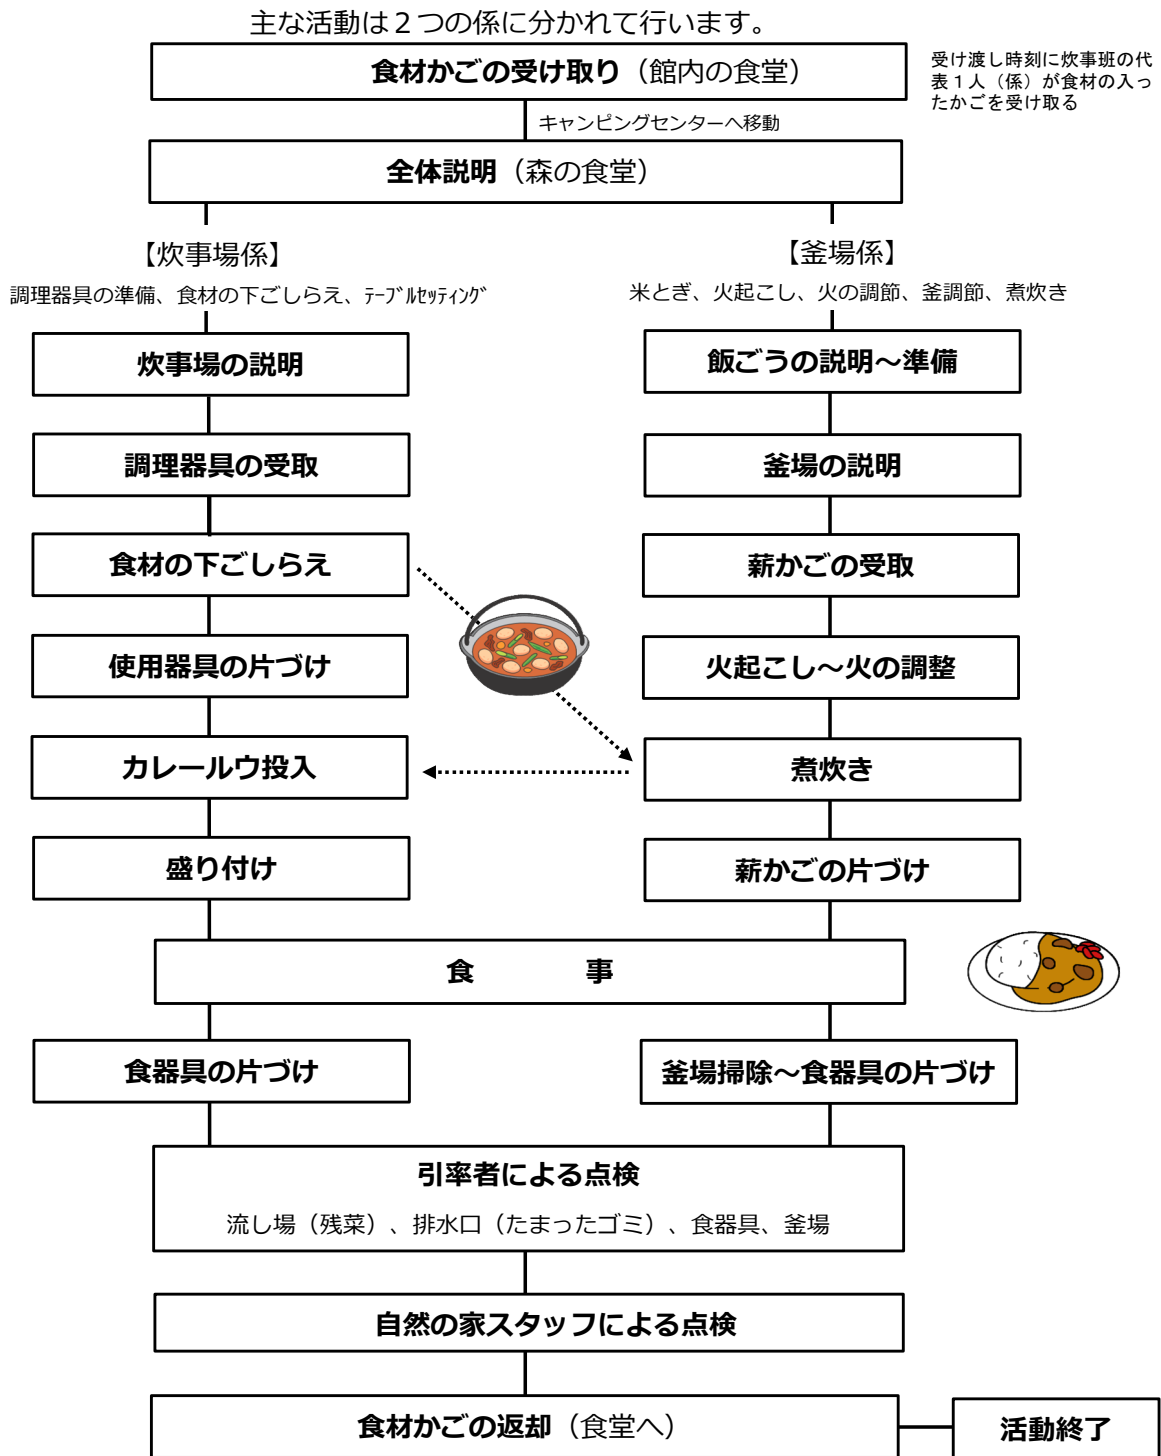 主な活動は２つの係に分かれて行います。
食材かごの受け取り（館内の食堂）
受け渡し時刻に炊事班の代
表１人（係）が食材の入っ
たかごを受け取る
キャンピングセンターへ移動
全体説明（森の食堂）
【炊事場係】
調理器具の準備、食材の下ごしらえ、ﾃｰﾌﾞﾙｾｯﾃｨﾝｸﾞ
炊事場の説明
調理器具の受取
食材の下ごしらえ
使用器具の片づけ
カレールウ投入
盛り付け
【釜場係】
米とぎ、火起こし、火の調節、釜調節、煮炊き
飯ごうの説明～準備
釜場の説明
薪かごの受取
火起こし～火の調整
煮炊き
薪かごの片づけ
食　　　　事
食器具の片づけ
釜場掃除～食器具の片づけ
引率者による点検
流し場（残菜）、排水口（たまったゴミ）、食器具、釜場
自然の家スタッフによる点検
食材かごの返却（食堂へ）
活動終了